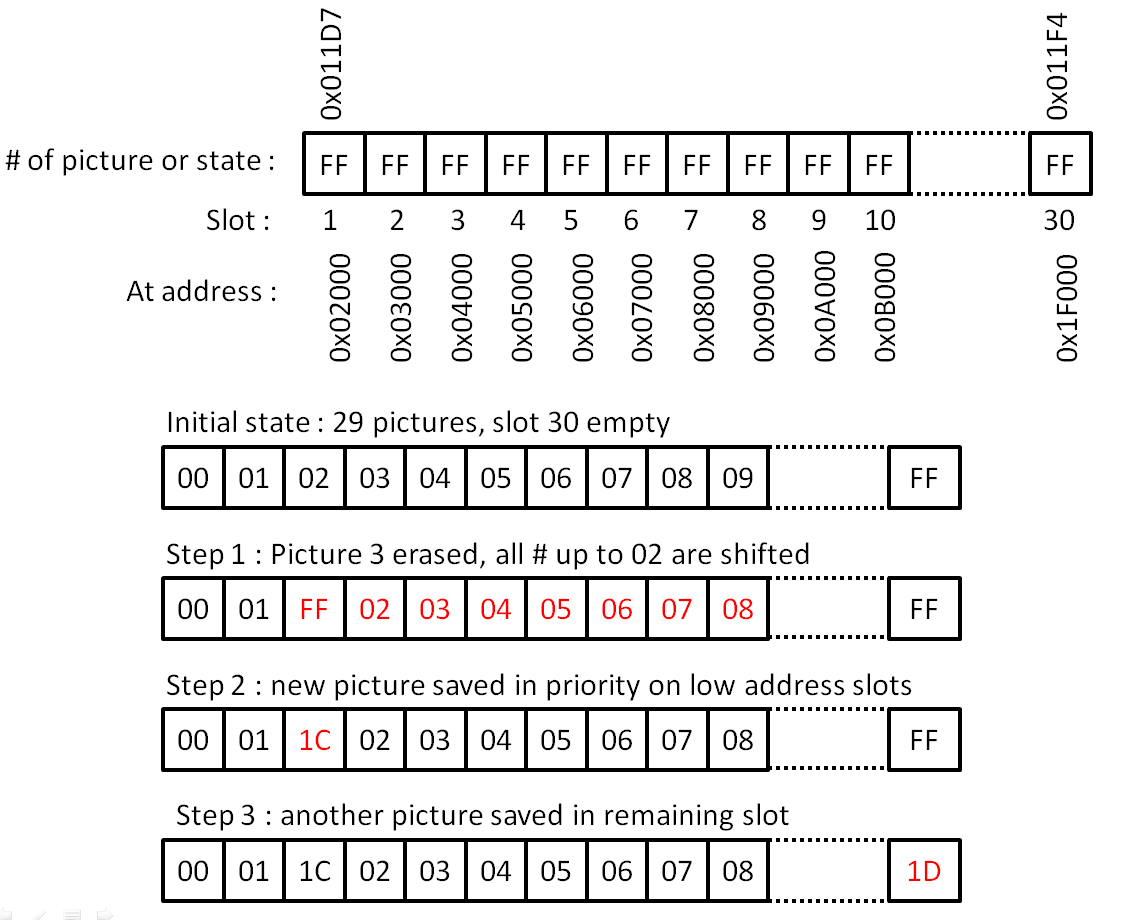 0x011D7 0x011F4
# of picture or state : FF FF FF FF FF FF FF FF FF FF FF
Slot : 1 2 3 4 5 6 7 8 9 10 30
At address : 0x02000 0x03000 0x04000 0x05000 0x06000 0x07000 0x08000 0x09000 0x0A000 0x0B000 0x1F000
Initial state : 29 pictures, slot 30 empty
00 01 02 03 04 05 06 07 08 09 FF
Step 1 : Picture 3 erased, all # up to 02 are shifted
00 01 FF 02 03 04 05 06 07 08 FF
Step 2 : new picture saved in priority on low address slots
00 01 1C 02 03 04 05 06 07 08 FF
Step 3 : another picture saved in remaining slot
00 01 1C 02 03 04 05 06 07 08 1D